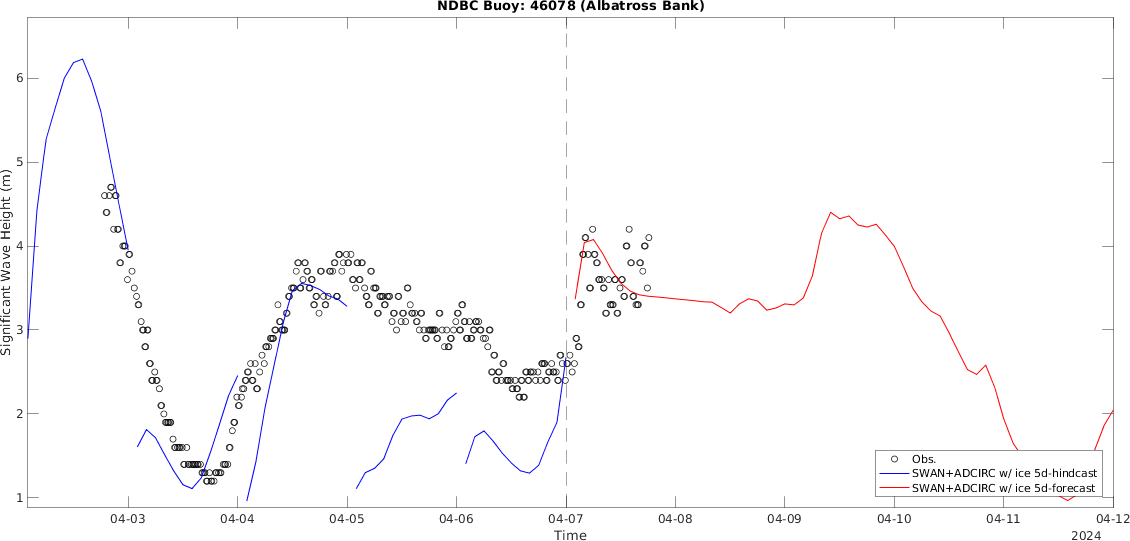 NDBC Buoy: 46078 (Albatross Bank)
Significant Wave Height (m)
6
5
4
3
2
1
Obs.
SWAN+ADCIRC w/ ice 5d-hindcast
SWAN+ADCIRC w/ ice 5d-forecast
04-03 04-04 04-05 04-06 04-07 04-08 04-09 04-10 04-11 04-12
Time
2024